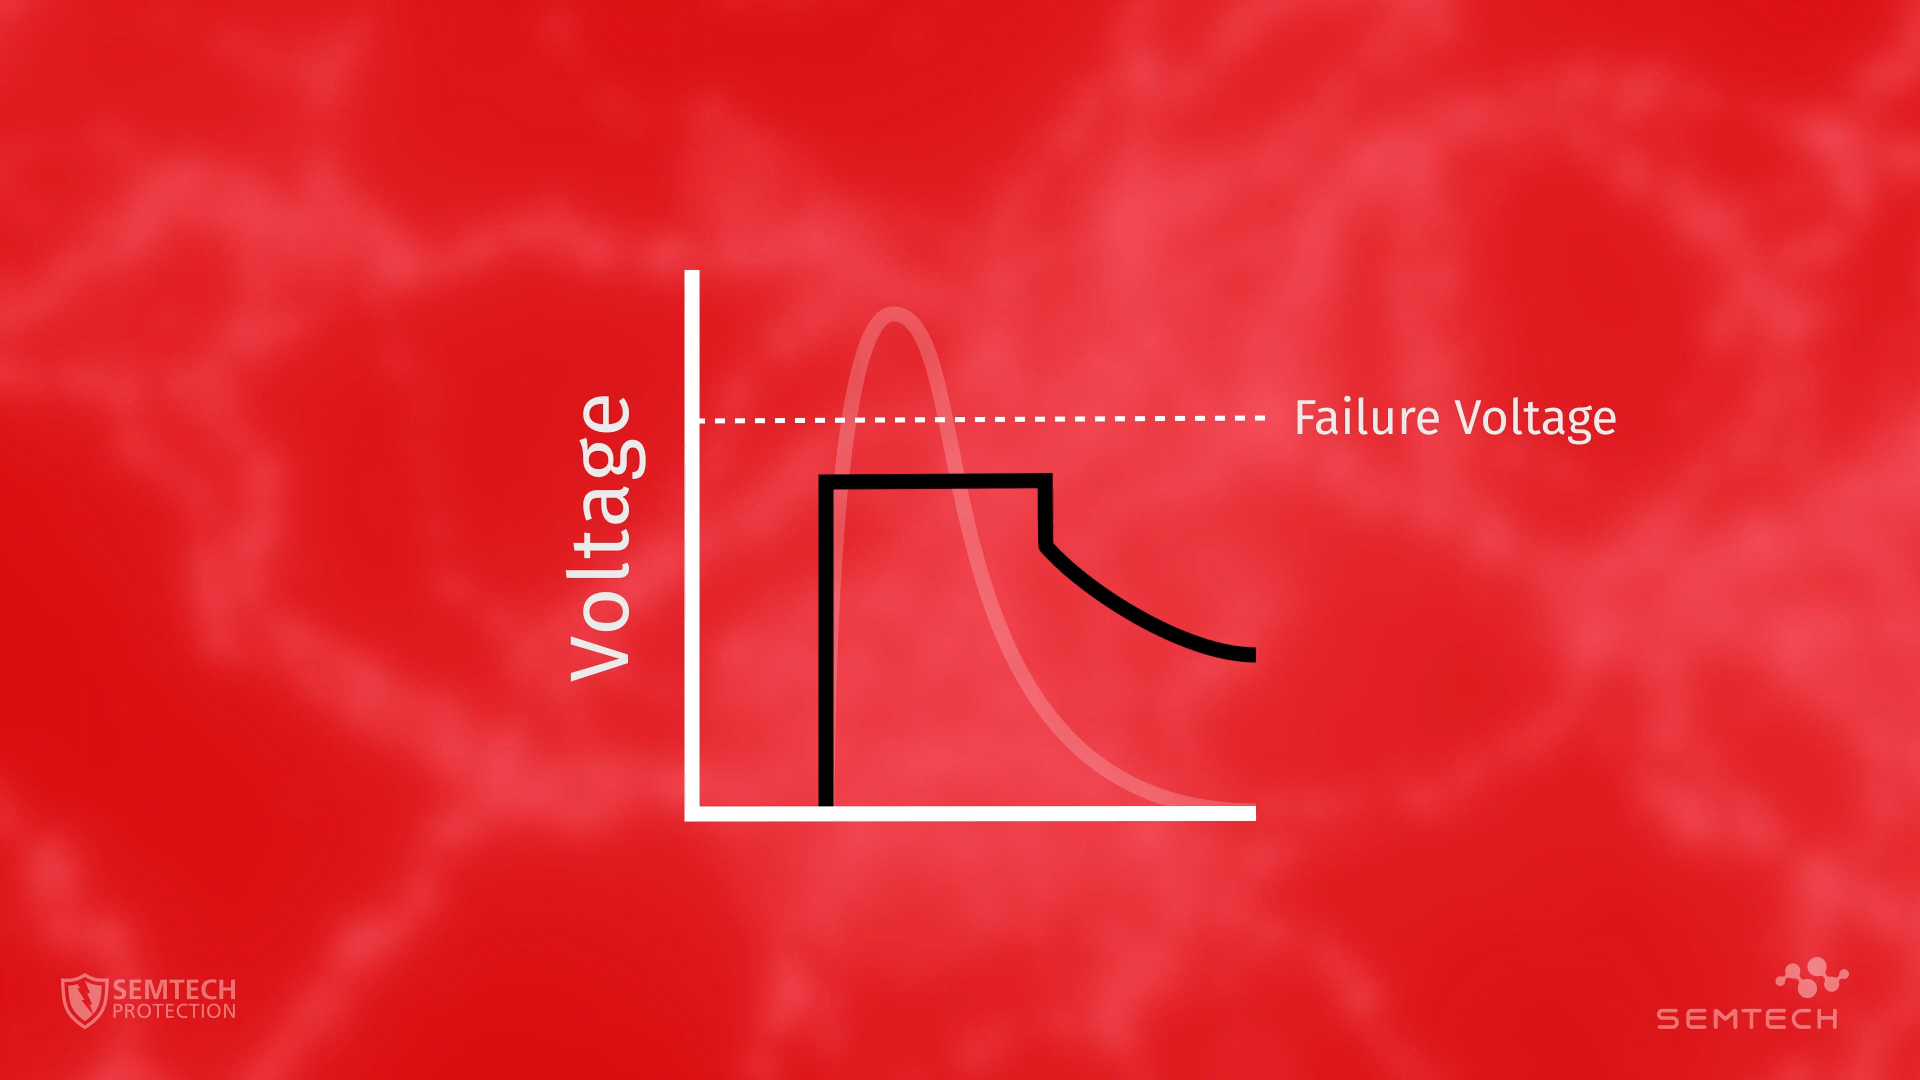 Voltage
Failure Voltage
SEMTECH
PROTECTION
SEMTECH